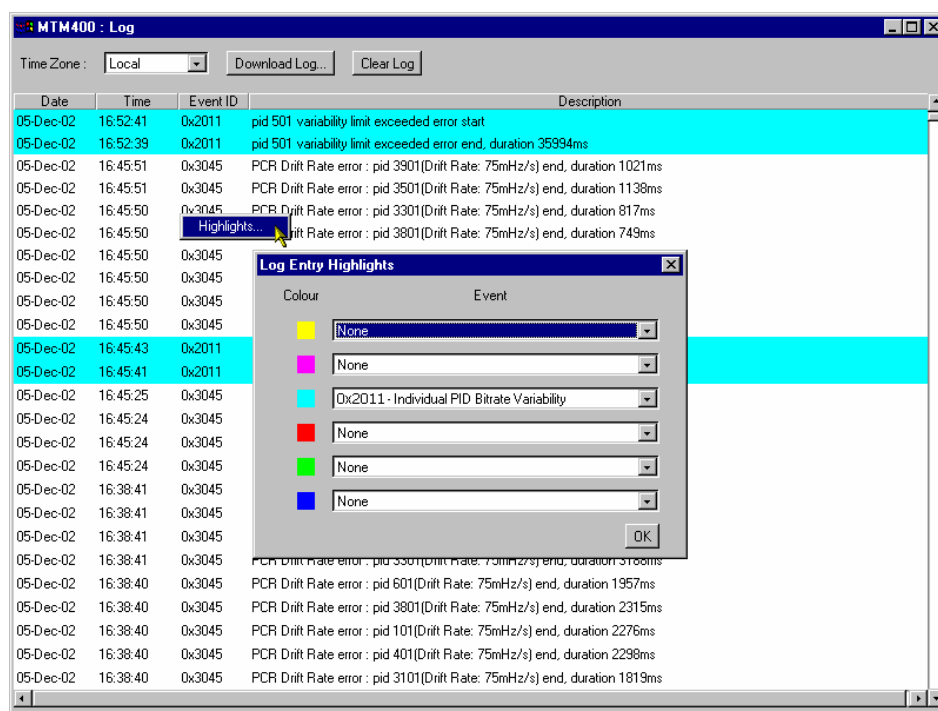 MTM400 : Log
Time Zone : Local Download Log... Clear Log
Date Time Event ID Description
05-Dec-02 16:52:41 0x2011 pid 501 variability limit exceeded error start
05-Dec-02 16:52:39 0x2011 pid 501 variability limit exceeded error end, duration 35994ms
05-Dec-02 16:45:51 0x3045 PCR Drift Rate error : pid 3901(Drift Rate: 75mHz/s) end, duration 1021ms
05-Dec-02 16:45:51 0x3045 PCR Drift Rate error : pid 3501(Drift Rate: 75mHz/s) end, duration 1138ms
05-Dec-02 16:45:50 0x3045 PCR Drift Rate error : pid 3301(Drift Rate: 75mHz/s) end, duration 817ms
05-Dec-02 16:45:50 Rate error : pid 3801(Drift Rate: 75mHz/s) end, duration 749ms
Highlights...
05-Dec-02 16:45:50 0x3045
05-Dec-02 16:45:50 0x3045
05-Dec-02 16:45:50 0x3045
05-Dec-02 16:45:50 0x3045
05-Dec-02 16:45:43 0x2011
05-Dec-02 16:45:41 0x2011
05-Dec-02 16:45:25 0x3045
05-Dec-02 16:45:24 0x3045
05-Dec-02 16:45:24 0x3045
05-Dec-02 16:45:24 0x3045
05-Dec-02 16:38:41 0x3045
05-Dec-02 16:38:41 0x3045
05-Dec-02 16:38:41 0x3045
05-Dec-02 16:38:41 0x3045 PCR Drift Rate error : pid 3301(Drift Rate: 75mHz/s) end, duration 3188ms
05-Dec-02 16:38:40 0x3045 PCR Drift Rate error : pid 601(Drift Rate: 75mHz/s) end, duration 1957ms
05-Dec-02 16:38:40 0x3045 PCR Drift Rate error : pid 3801(Drift Rate: 75mHz/s) end, duration 2315ms
05-Dec-02 16:38:40 0x3045 PCR Drift Rate error : pid 101(Drift Rate: 75mHz/s) end, duration 2276ms
05-Dec-02 16:38:40 0x3045 PCR Drift Rate error : pid 401(Drift Rate: 75mHz/s) end, duration 2298ms
05-Dec-02 16:38:40 0x3045 PCR Drift Rate error : pid 3101(Drift Rate: 75mHz/s) end, duration 1819ms
Log Entry Highlights
Colour Event
None
None
0x2011 - Individual PID Bitrate Variability
None
None
None
OK